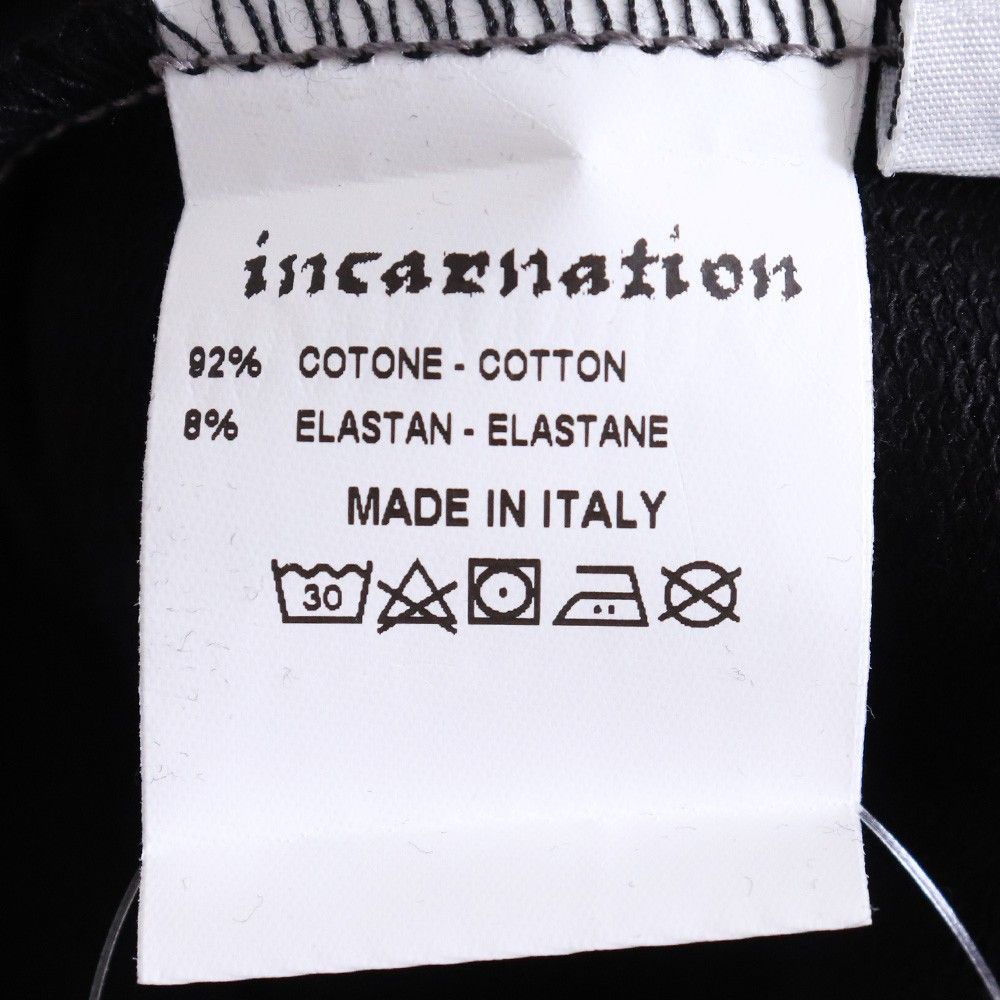 incarnation
92% COTONE - COTTON
8% ELASTAN - ELASTANE
MADE IN ITALY
30